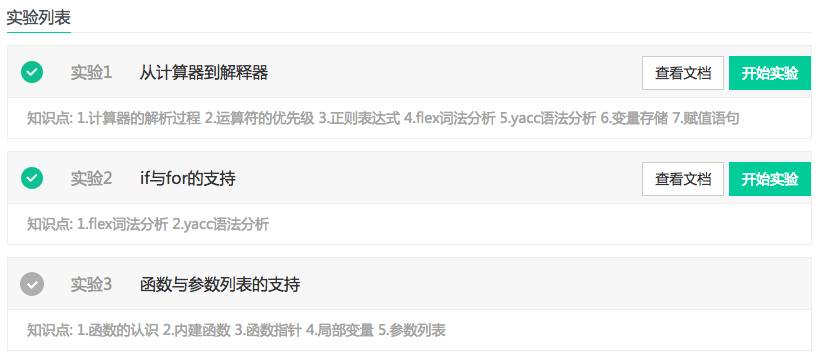 实验列表
实验1 从计算器到解释器 查看文档 开始实验
知识点: 1.计算器的解析过程 2.运算符的优先级 3.正则表达式 4.flex词法分析 5.yacc语法分析 6.变量存储 7.赋值语句
实验2 if与for的支持 查看文档 开始实验
知识点: 1.flex词法分析 2.yacc语法分析
实验3 函数与参数列表的支持
知识点: 1.函数的认识 2.内建函数 3.函数指针 4.局部变量 5.参数列表